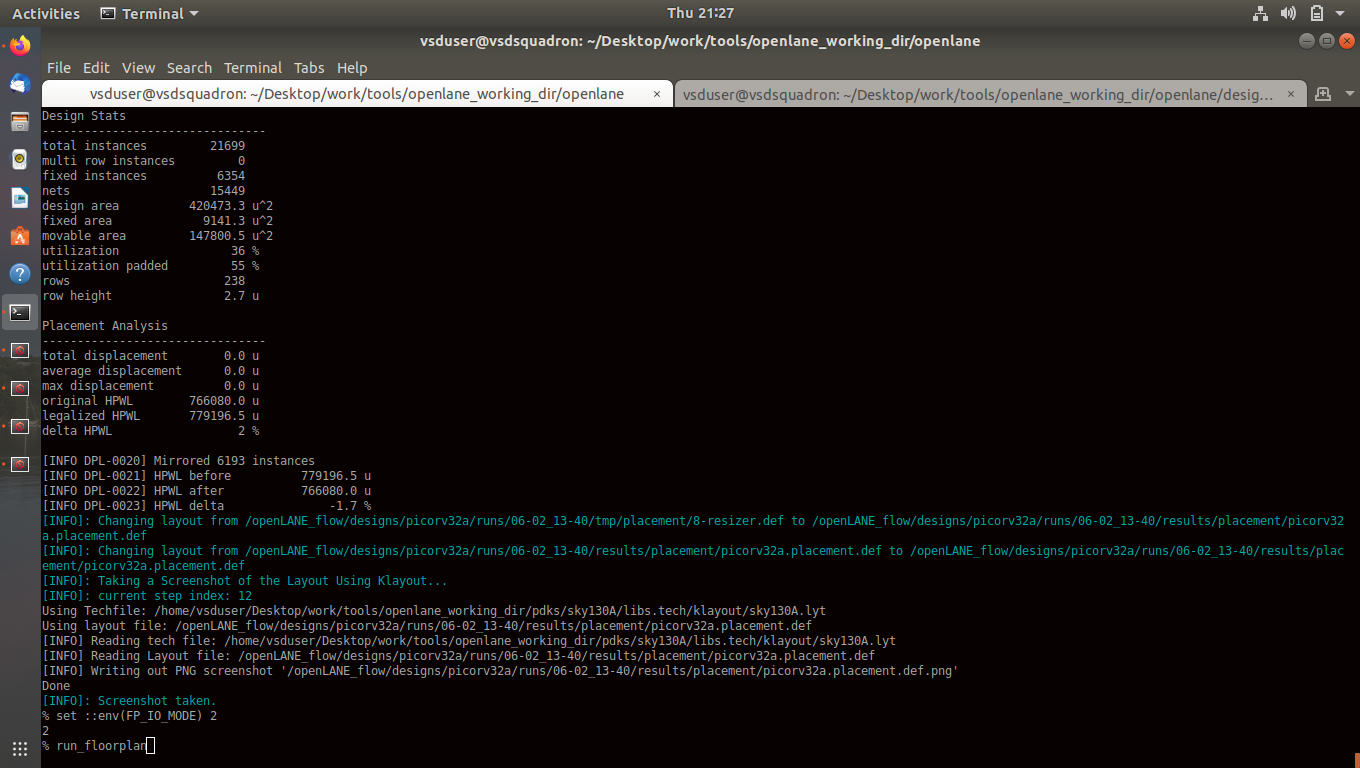 Activities Terminal Thu 21:27
vsduser@vsdsquadron: ~/Desktop/work/tools/openlane_working_dir/openlane
File Edit View Search Terminal Tabs Help
vsduser@vsdsquadron: ~/Desktop/work/tools/openlane_working_dir/openlane × vsduser@vsdsquadron: ~/Desktop/work/tools/openlane_working_dir/openlane/desig... ×
Design Stats
--------------------------------
total instances         21699
multi row instances         0
fixed instances          6354
nets                    15449
design area          420473.3 u^2
fixed area             9141.3 u^2
movable area         147800.5 u^2
utilization                36 %
utilization padded         55 %
rows                      238
row height                2.7 u
Placement Analysis
--------------------------------
total displacement        0.0 u
average displacement      0.0 u
max displacement          0.0 u
original HPWL        766080.0 u
legalized HPWL       779196.5 u
delta HPWL                  2 %
[INFO DPL-0020] Mirrored 6193 instances
[INFO DPL-0021] HPWL before          779196.5 u
[INFO DPL-0022] HPWL after           766080.0 u
[INFO DPL-0023] HPWL delta               -1.7 %
[INFO]: Changing layout from /openLANE_flow/designs/picorv32a/runs/06-02_13-40/tmp/placement/8-resizer.def to /openLANE_flow/designs/picorv32a/runs/06-02_13-40/results/placement/picorv32
a.placement.def
[INFO]: Changing layout from /openLANE_flow/designs/picorv32a/runs/06-02_13-40/results/placement/picorv32a.placement.def to /openLANE_flow/designs/picorv32a/runs/06-02_13-40/results/plac
ement/picorv32a.placement.def
[INFO]: Taking a Screenshot of the Layout Using Klayout...
[INFO]: current step index: 12
Using Techfile: /home/vsduser/Desktop/work/tools/openlane_working_dir/pdks/sky130A/libs.tech/klayout/sky130A.lyt
Using layout file: /openLANE_flow/designs/picorv32a/runs/06-02_13-40/results/placement/picorv32a.placement.def
[INFO] Reading tech file: /home/vsduser/Desktop/work/tools/openlane_working_dir/pdks/sky130A/libs.tech/klayout/sky130A.lyt
[INFO] Reading Layout file: /openLANE_flow/designs/picorv32a/runs/06-02_13-40/results/placement/picorv32a.placement.def
[INFO] Writing out PNG screenshot '/openLANE_flow/designs/picorv32a/runs/06-02_13-40/results/placement/picorv32a.placement.def.png'
Done
[INFO]: Screenshot taken.
% set ::env(FP_IO_MODE) 2
2
% run_floorplan